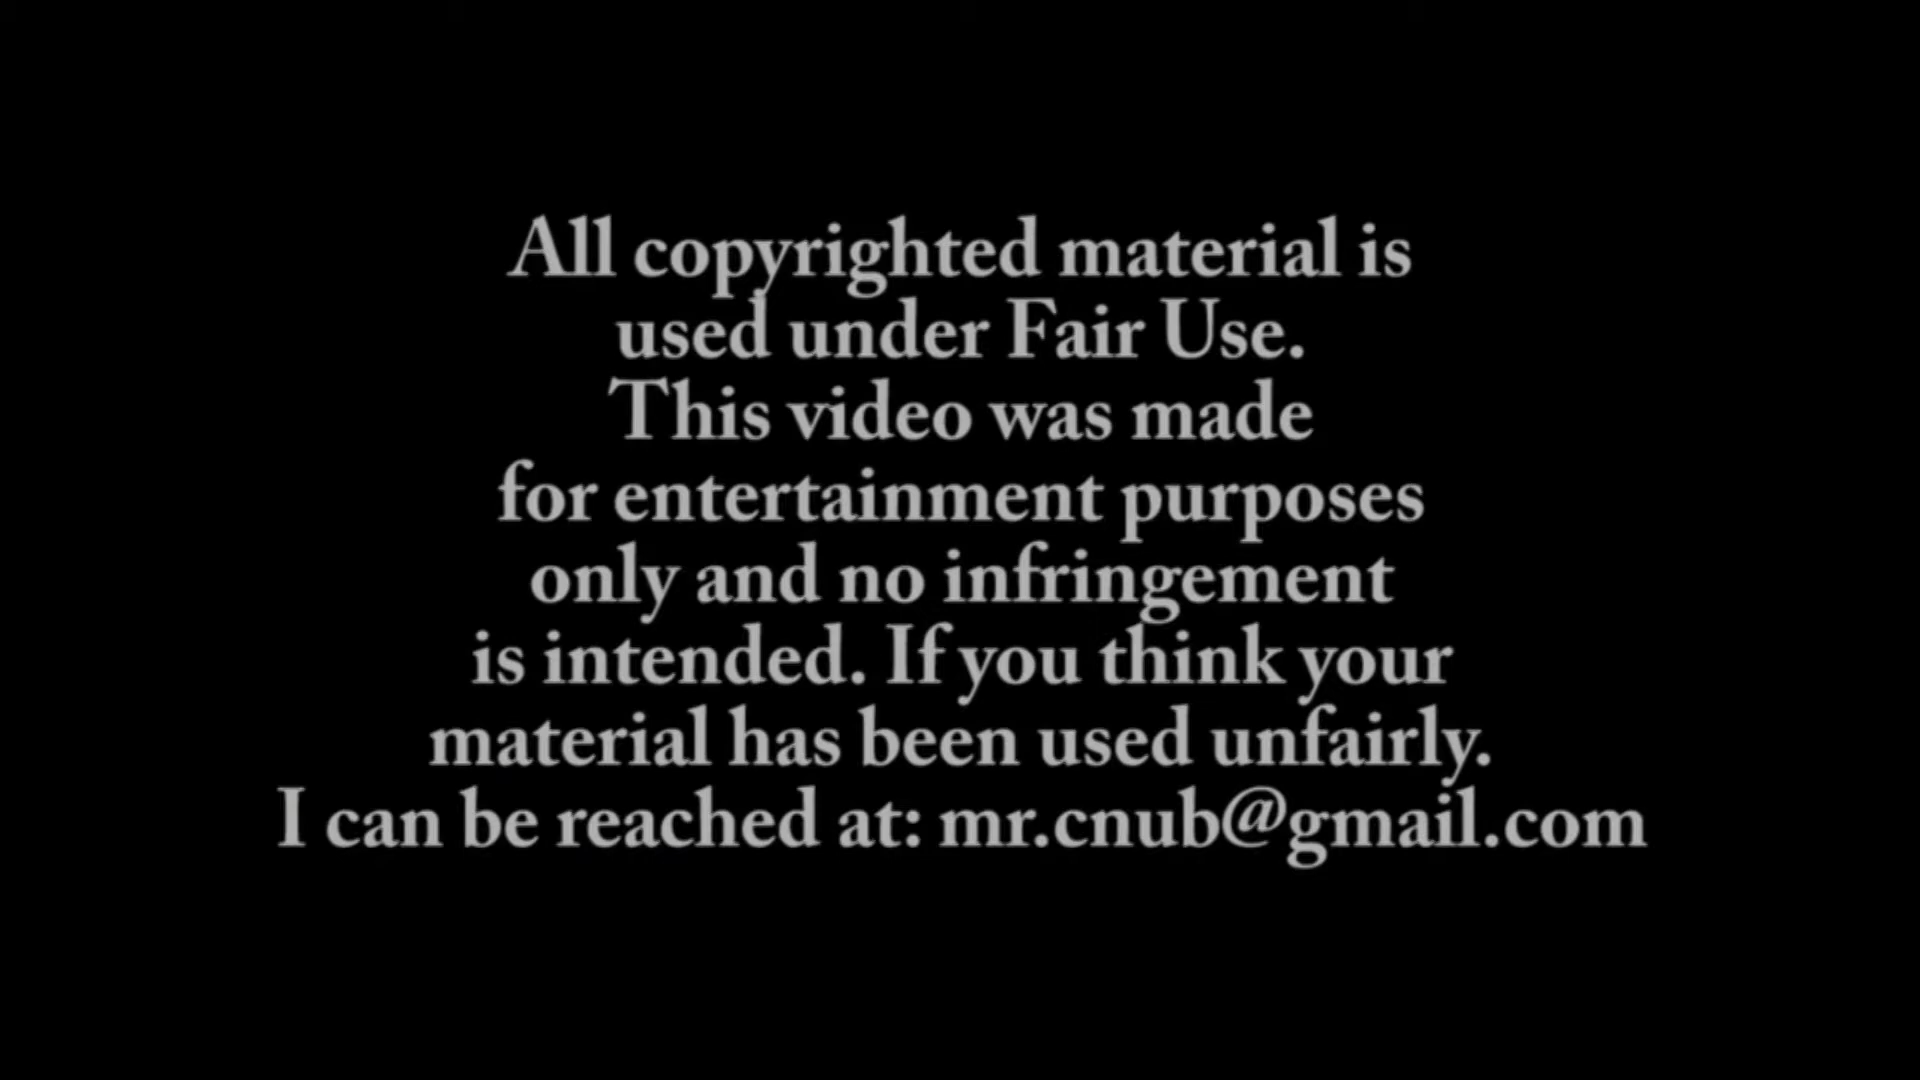 All copyrighted material is
used under Fair Use.
This video was made
for entertainment purposes
only and no infringement
is intended. If you think your
material has been used unfairly.
I can be reached at: mr.cnub@gmail.com